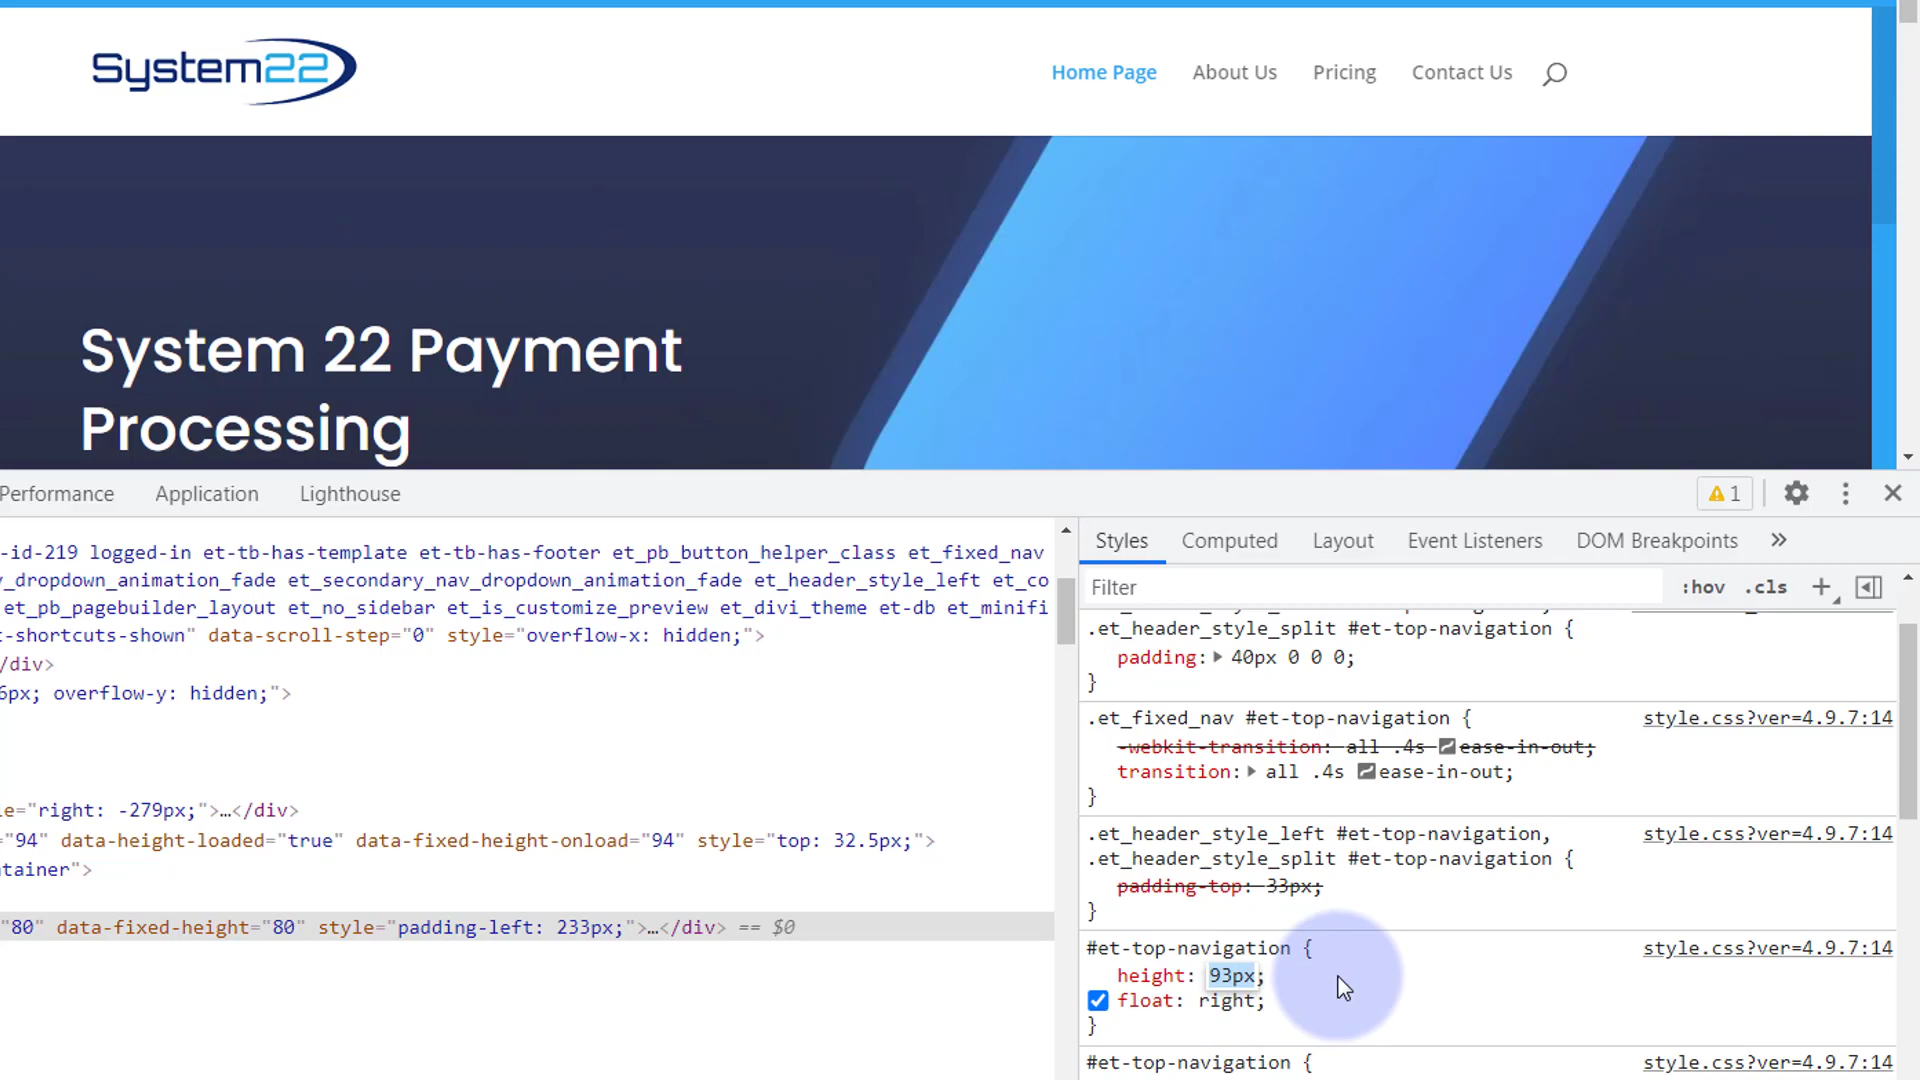 System22
Home Page About Us Pricing Contact Us
System 22 Payment
Processing
Performance Application Lighthouse
1
-id-219 logged-in et-tb-has-template et-tb-has-footer et_pb_button_helper_class et_fixed_nav
_dropdown_animation_fade et_secondary_nav_dropdown_animation_fade et_header_style_left et_co
et_pb_pagebuilder_layout et_no_sidebar et_is_customize_preview et_divi_theme et-db et_minifi
t-shortcuts-shown" data-scroll-step="0" style="overflow-x: hidden;">
/div>
6px; overflow-y: hidden;">
le="right: -279px;">…</div>
="94" data-height-loaded="true" data-fixed-height-onload="94" style="top: 32.5px;">
tainer">
"80" data-fixed-height="80" style="padding-left: 233px;">…</div> == $0
Styles Computed Layout Event Listeners DOM Breakpoints »
Filter :hov .cls +
.et_header_style_split #et-top-navigation {
padding: 40px 0 0 0;
}
.et_fixed_nav #et-top-navigation { style.css?ver=4.9.7:14
-webkit-transition: all .4s ease-in-out;
transition: all .4s ease-in-out;
}
.et_header_style_left #et-top-navigation, style.css?ver=4.9.7:14
.et_header_style_split #et-top-navigation {
padding-top: 33px;
}
#et-top-navigation { style.css?ver=4.9.7:14
height: 93px;
float: right;
}
#et-top-navigation { style.css?ver=4.9.7:14